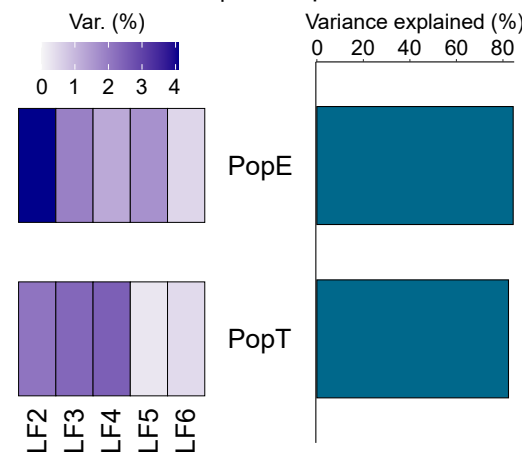 Var. (%)
0 1 2 3 4
Variance explained (%)
0 20 40 60 80
PopE
PopT
LF2
LF3
LF4
LF5
LF6